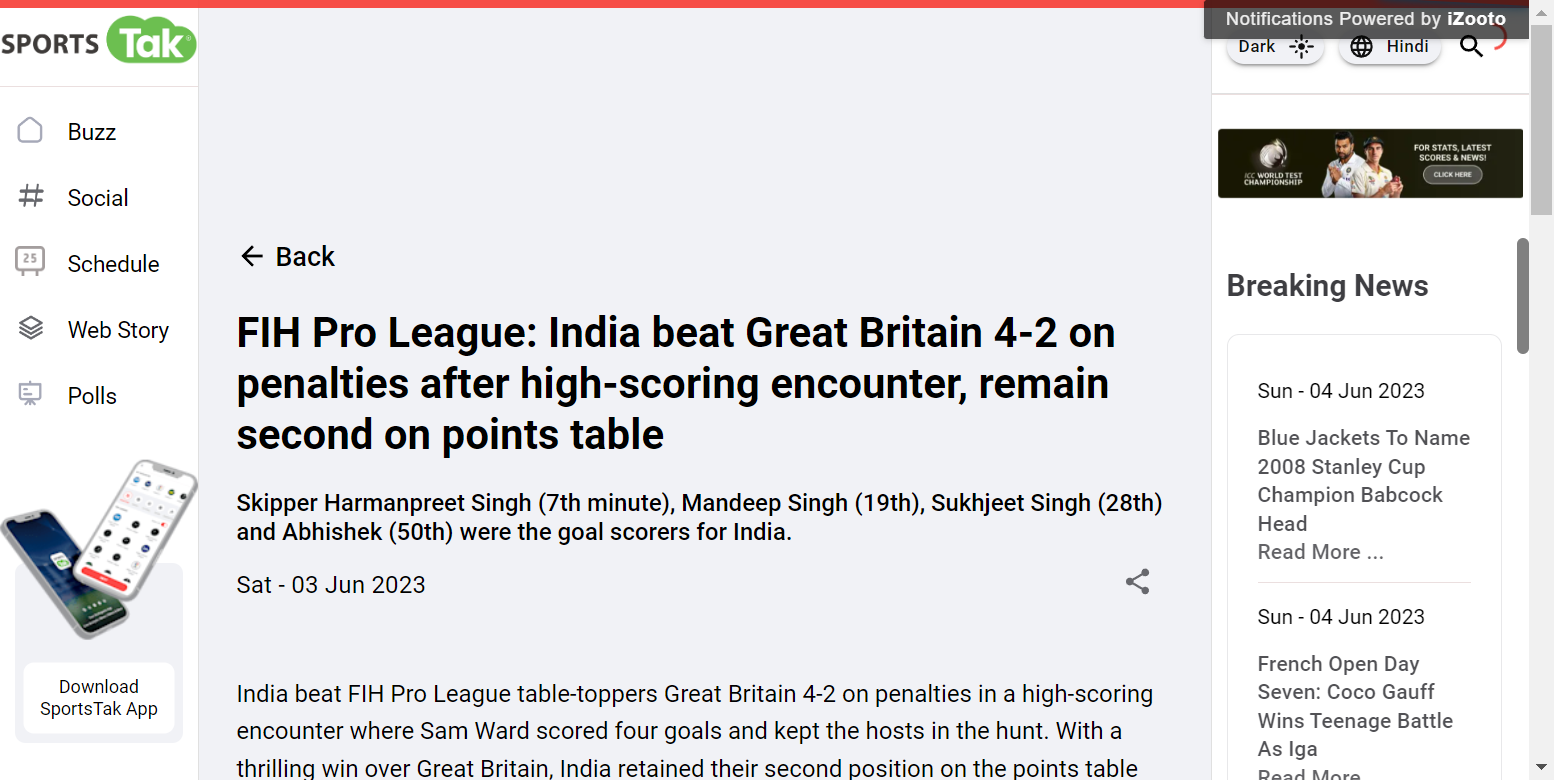 SPORTS Tak
Buzz
Social
25
Schedule
Web Story
Polls
Download
SportsTak App
Back
FIH Pro League: India beat Great Britain 4-2 on
penalties after high-scoring encounter, remain
second on points table
Skipper Harmanpreet Singh (7th minute), Mandeep Singh (19th), Sukhjeet Singh (28th)
and Abhishek (50th) were the goal scorers for India.
Sat - 03 Jun 2023
India beat FIH Pro League table-toppers Great Britain 4-2 on penalties in a high-scoring
encounter where Sam Ward scored four goals and kept the hosts in the hunt. With a
thrilling win over Great Britain, India retained their second position on the points table
Notifications Powered by iZooto
Dark
Hindi
ICC WORLD TEST
CHAMPIONSHIP
FOR STATS, LATEST
SCORES & NEWS!
CLICK HERE
Breaking News
Sun - 04 Jun 2023
Blue Jackets To Name
2008 Stanley Cup
Champion Babcock
Head
Read More ...
Sun - 04 Jun 2023
French Open Day
Seven: Coco Gauff
Wins Teenage Battle
As Iga
Read More